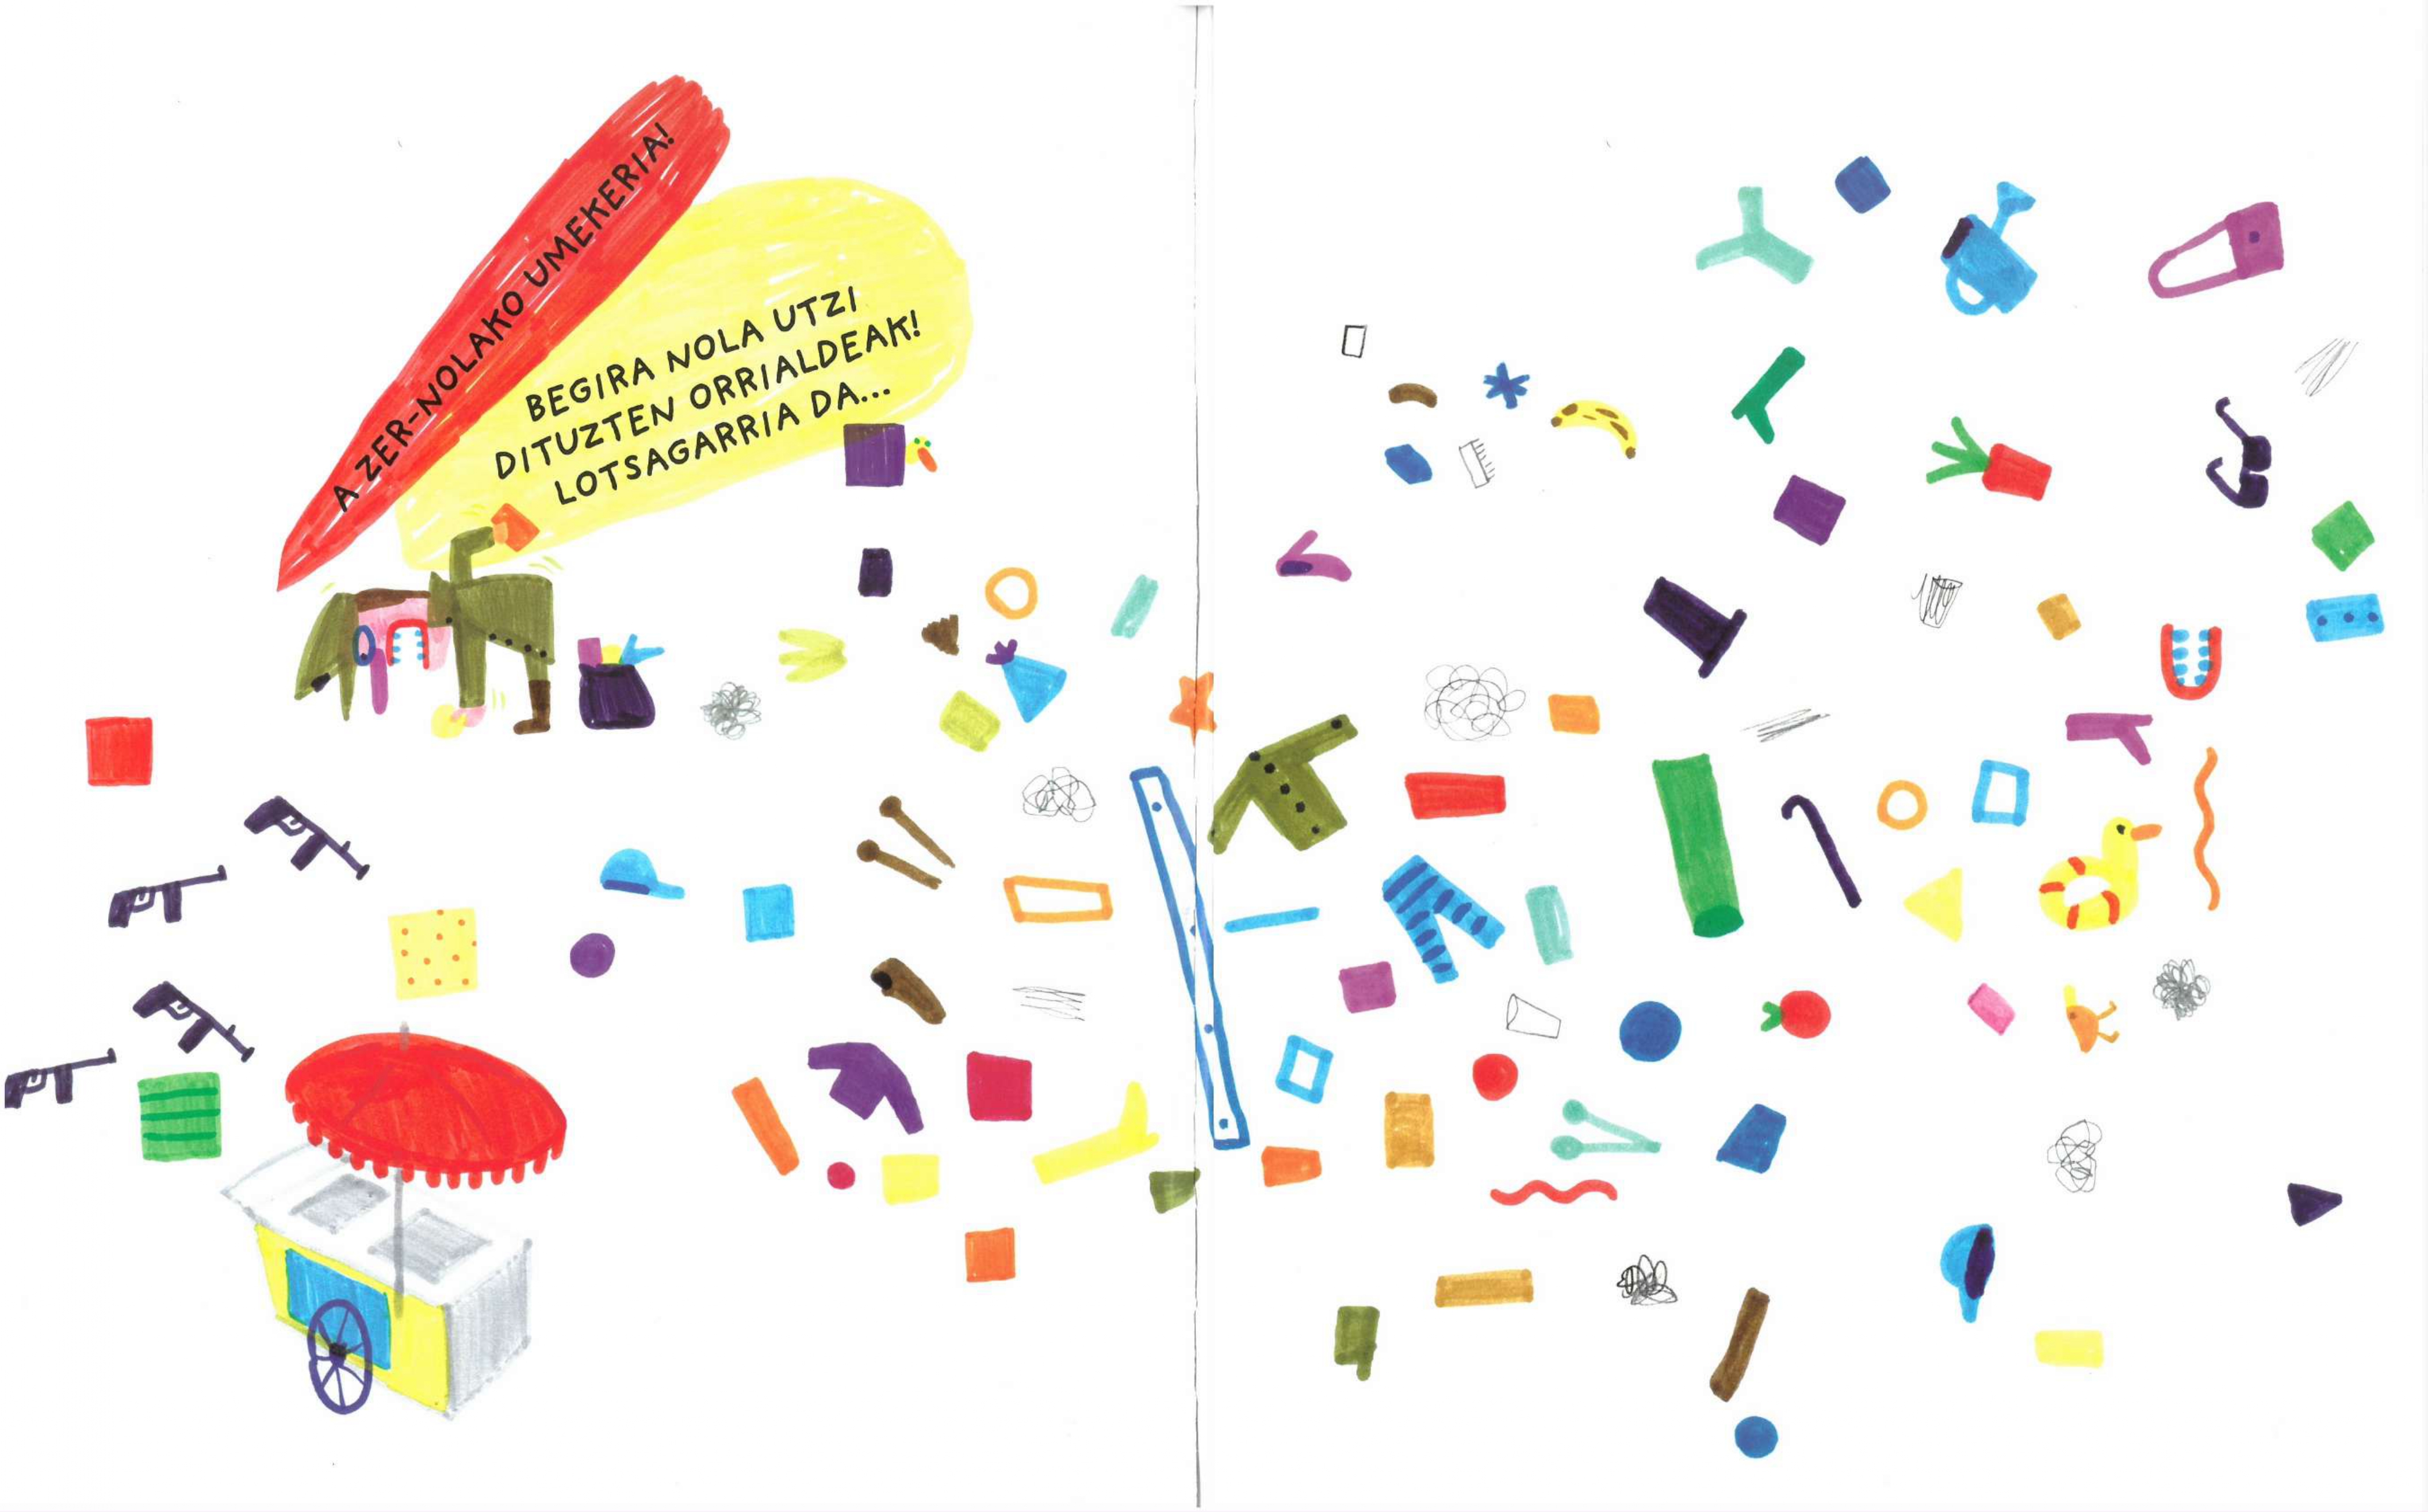 A ZER-NOLAKO UMEKERIA!
BEGIRA NOLA UTZI
DITUZTEN ORRIALDEAK!
LOTSAGARRIA DA...